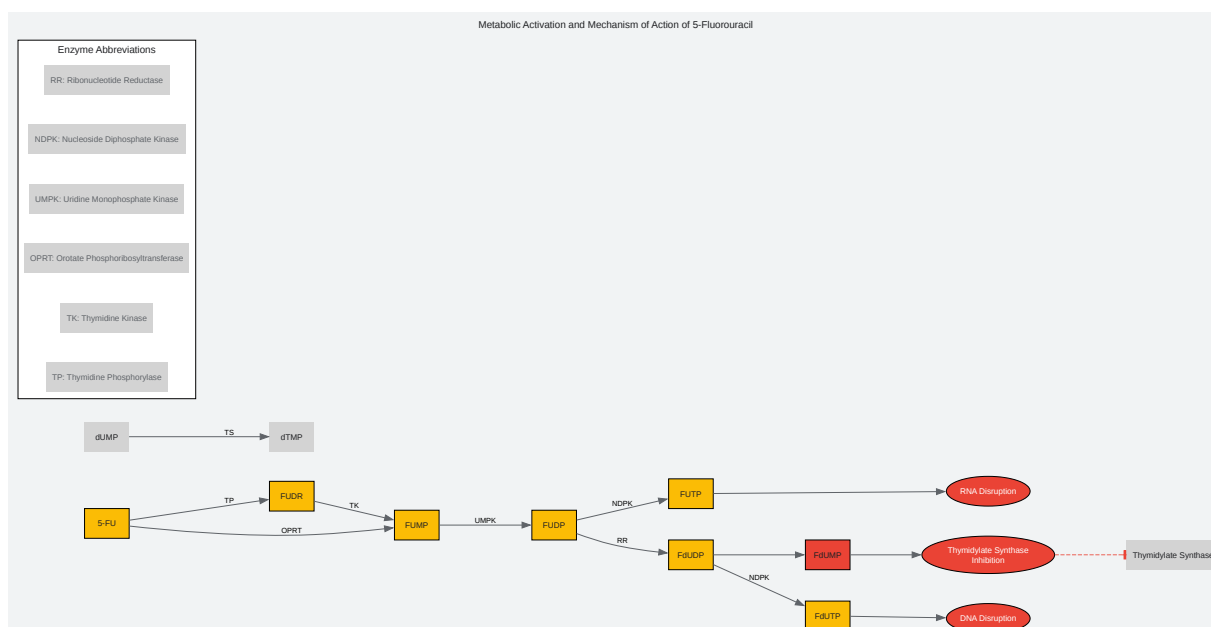 Metabolic Activation and Mechanism of Action of 5-Fluorouracil
Enzyme Abbreviations
RR: Ribonucleotide Reductase
NDPK: Nucleoside Diphosphate Kinase
UMPK: Uridine Monophosphate Kinase
OPRT: Orotate Phosphoribosyltransferase
TK: Thymidine Kinase
TP: Thymidine Phosphorylase
dUMP
TS
dTMP
5-FU
TP
FUDR
TK
OPRT
FUMP
UMPK
FUDP
NDPK
FUTP
RNA Disruption
RR
FdUDP
FdUMP
Thymidylate Synthase
Inhibition
Thymidylate Synthase
NDPK
FdUTP
DNA Disruption